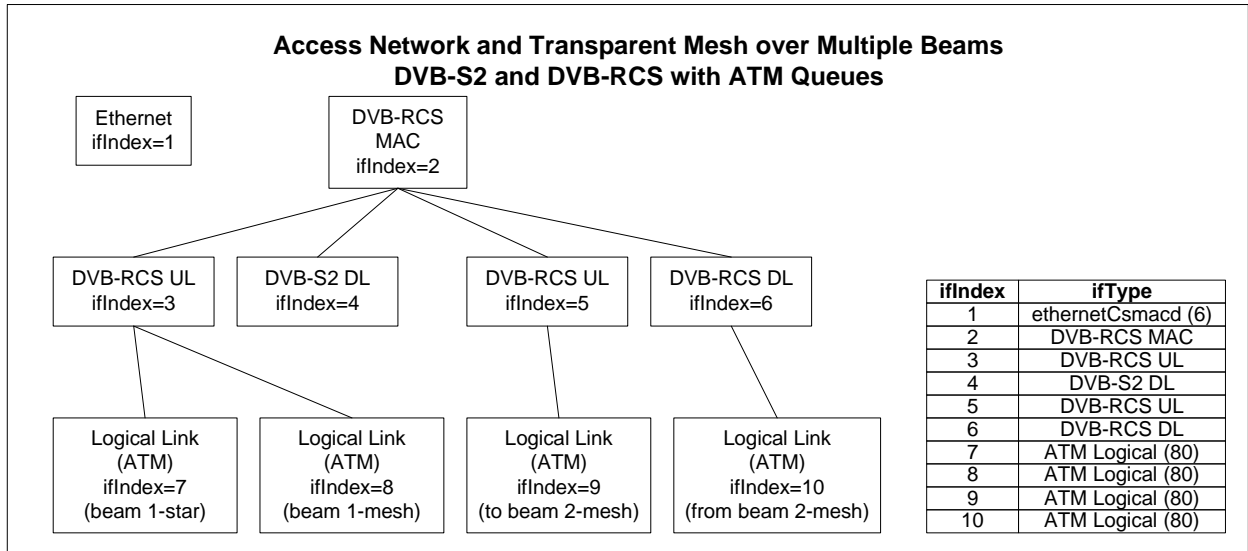 Access Network and Transparent Mesh over Multiple Beams
DVB-S2 and DVB-RCS with ATM Queues
Ethernet
ifIndex=1
DVB-RCS
MAC
ifIndex=2
DVB-RCS UL
ifIndex=3
DVB-S2 DL
ifIndex=4
DVB-RCS UL
ifIndex=5
DVB-RCS DL
ifIndex=6
Logical Link
(ATM)
ifIndex=7
(beam 1-star)
Logical Link
(ATM)
ifIndex=8
(beam 1-mesh)
Logical Link
(ATM)
ifIndex=9
(to beam 2-mesh)
Logical Link
(ATM)
ifIndex=10
(from beam 2-mesh)
ifIndex ifType
1 ethernetCsmacd (6)
2 DVB-RCS MAC
3 DVB-RCS UL
4 DVB-S2 DL
5 DVB-RCS UL
6 DVB-RCS DL
7 ATM Logical (80)
8 ATM Logical (80)
9 ATM Logical (80)
10 ATM Logical (80)